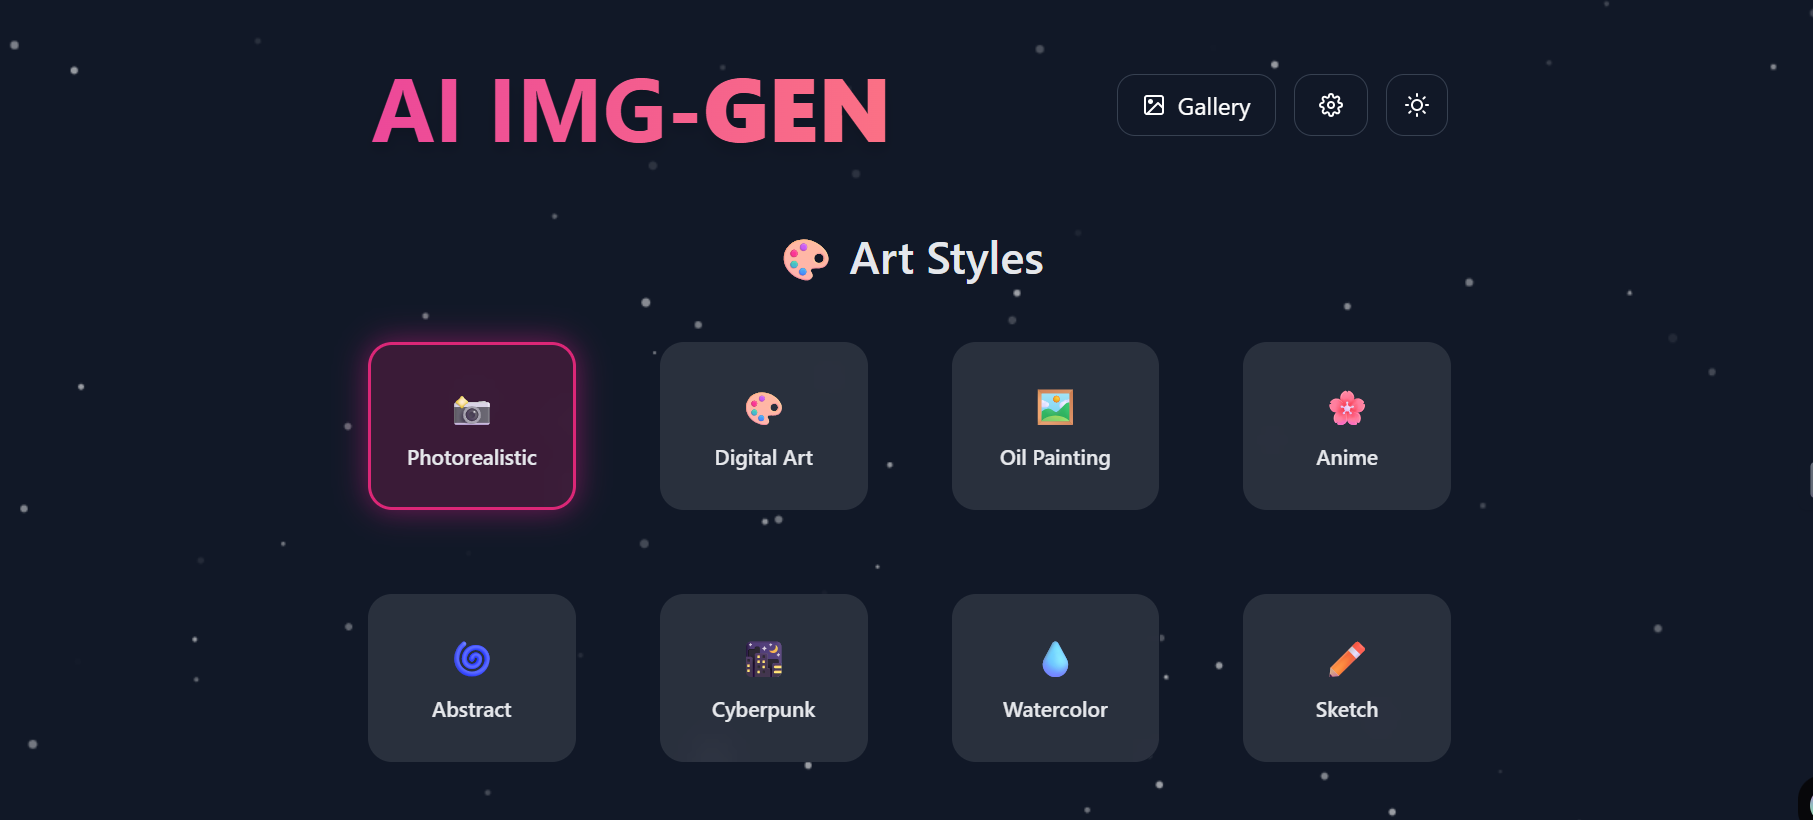 AI IMG-GEN
Gallery
Art Styles
Photorealistic
Digital Art
Oil Painting
Anime
Abstract
Cyberpunk
Watercolor
Sketch